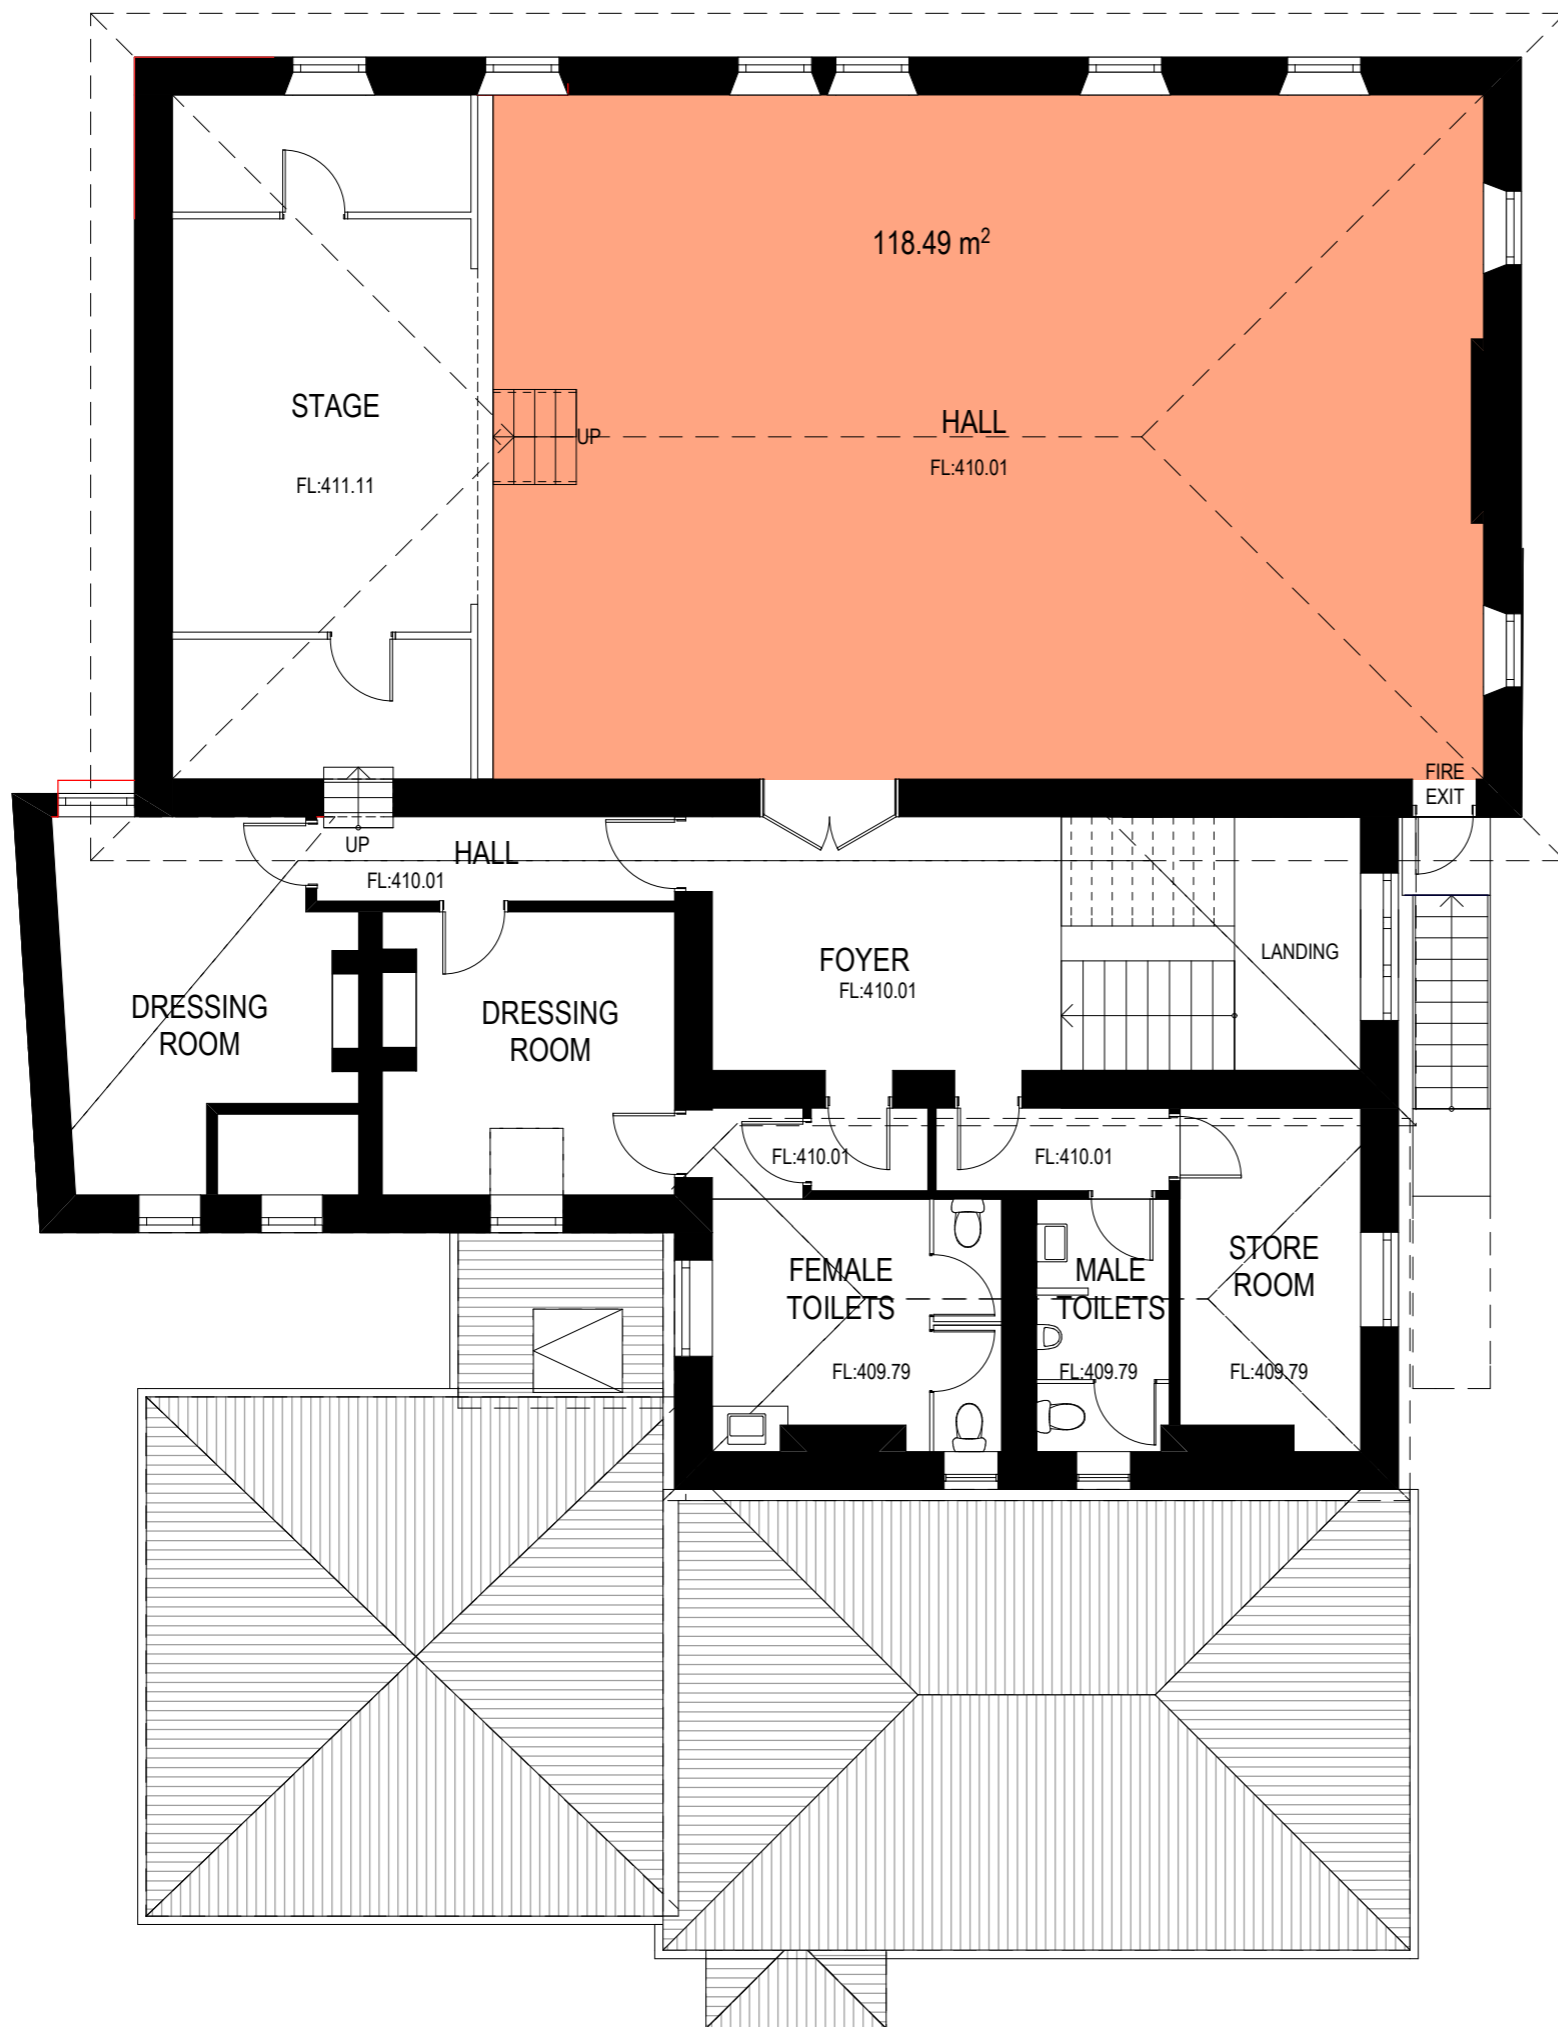 118.49 m²
STAGE
FL:411.11
UP
HALL
FL:410.01
FIRE
EXIT
UP
HALL
FL:410.01
FOYER
FL:410.01
LANDING
DRESSING
ROOM
DRESSING
ROOM
FL:410.01
FL:410.01
FEMALE
TOILETS
FL:409.79
MALE
TOILETS
FL:409.79
STORE
ROOM
FL:409.79